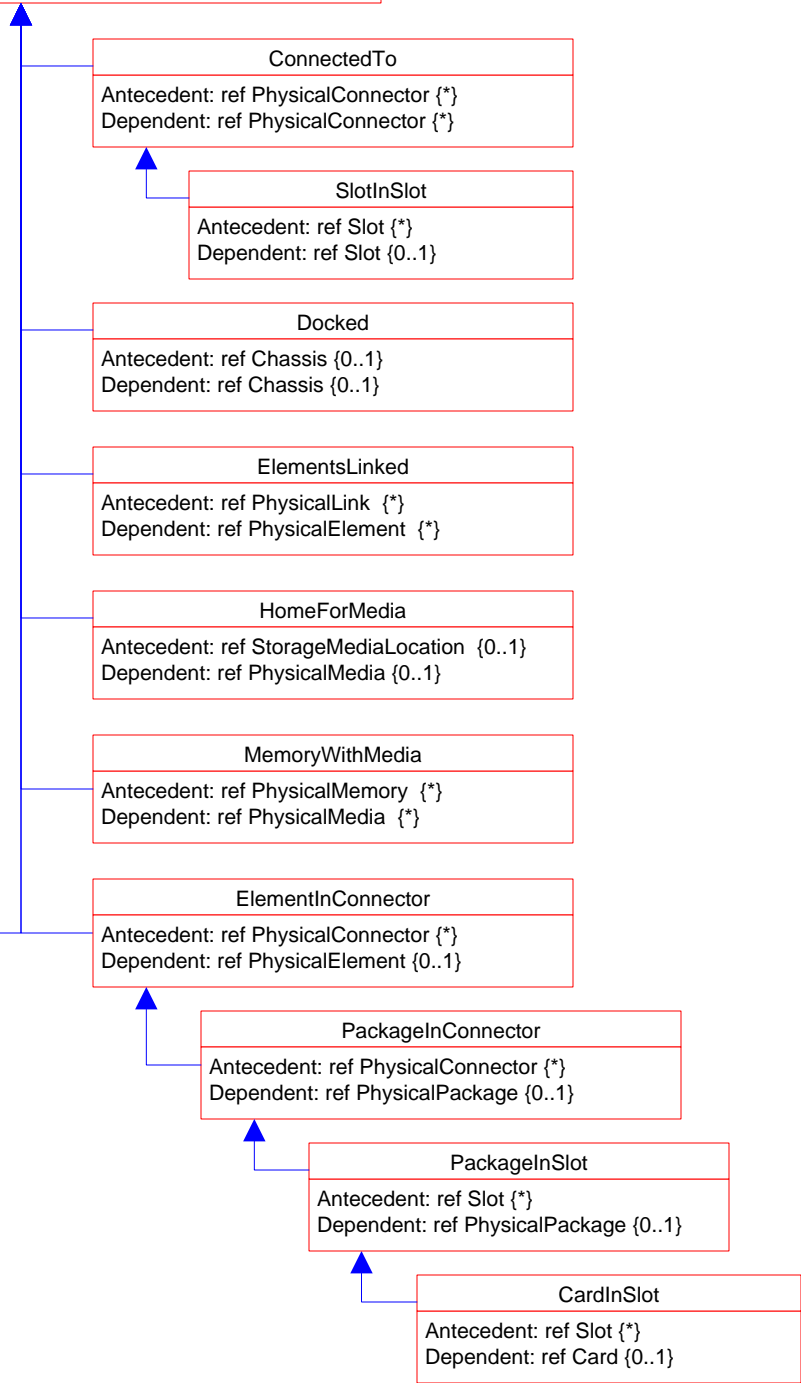 ConnectedTo
Antecedent: ref PhysicalConnector {*}
Dependent: ref PhysicalConnector {*}
SlotInSlot
Antecedent: ref Slot {*}
Dependent: ref Slot {0..1}
Docked
Antecedent: ref Chassis {0..1}
Dependent: ref Chassis {0..1}
ElementsLinked
Antecedent: ref PhysicalLink  {*}
Dependent: ref PhysicalElement  {*}
HomeForMedia
Antecedent: ref StorageMediaLocation  {0..1}
Dependent: ref PhysicalMedia {0..1}
MemoryWithMedia
Antecedent: ref PhysicalMemory  {*}
Dependent: ref PhysicalMedia  {*}
ElementInConnector
Antecedent: ref PhysicalConnector {*}
Dependent: ref PhysicalElement {0..1}
PackageInConnector
Antecedent: ref PhysicalConnector {*}
Dependent: ref PhysicalPackage {0..1}
PackageInSlot
Antecedent: ref Slot {*}
Dependent: ref PhysicalPackage {0..1}
CardInSlot
Antecedent: ref Slot {*}
Dependent: ref Card {0..1}